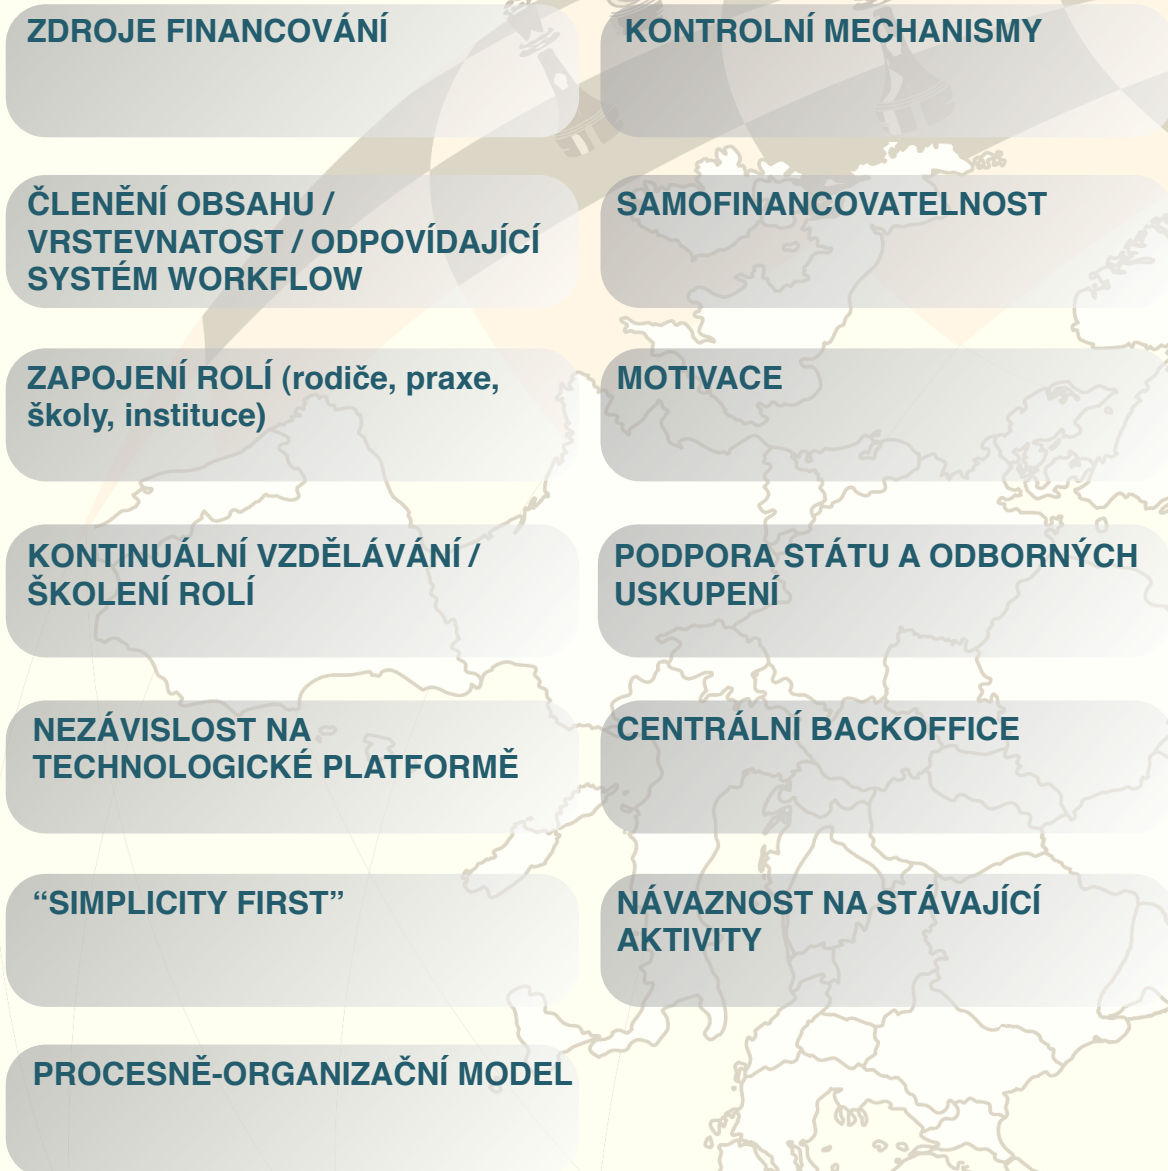 ZDROJE FINANCOVÁNÍ
KONTROLNÍ MECHANISMY
ČLENĚNÍ OBSAHU /
VRSTEVNATOST / ODPOVÍDAJÍCÍ
SYSTÉM WORKFLOW
SAMOFINANCOVATELNOST
ZAPOJENÍ ROLÍ (rodiče, praxe,
školy, instituce)
MOTIVACE
KONTINUÁLNÍ VZDĚLÁVÁNÍ /
ŠKOLENÍ ROLÍ
PODPORA STÁTU A ODBORNÝCH
USKUPENÍ
NEZÁVISLOST NA
TECHNOLOGICKÉ PLATFORMĚ
CENTRÁLNÍ BACKOFFICE
“SIMPLICITY FIRST”
NÁVAZNOST NA STÁVAJÍCÍ
AKTIVITY
PROCESNĚ-ORGANIZAČNÍ MODEL